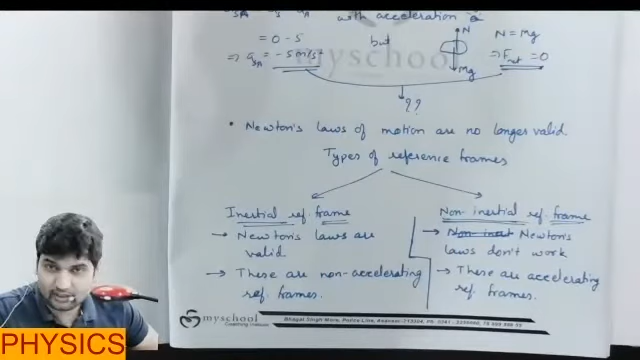 with acceleration
= 0 - 5
but
N
N = Mg
⇒ a = - 5 m/s²
Mg
⇒ Fnet = 0
myschool
??
• Newton's laws of motion are no longer valid.
Types of reference frames
Inertial ref. frame
→ Newton's laws are
valid
→ These are non-accelerating
ref. frames.
Non-inertial ref. frame
→ Newton's
laws don't work
→ These are accelerating
ref. frames.
myschool
PHYSICS